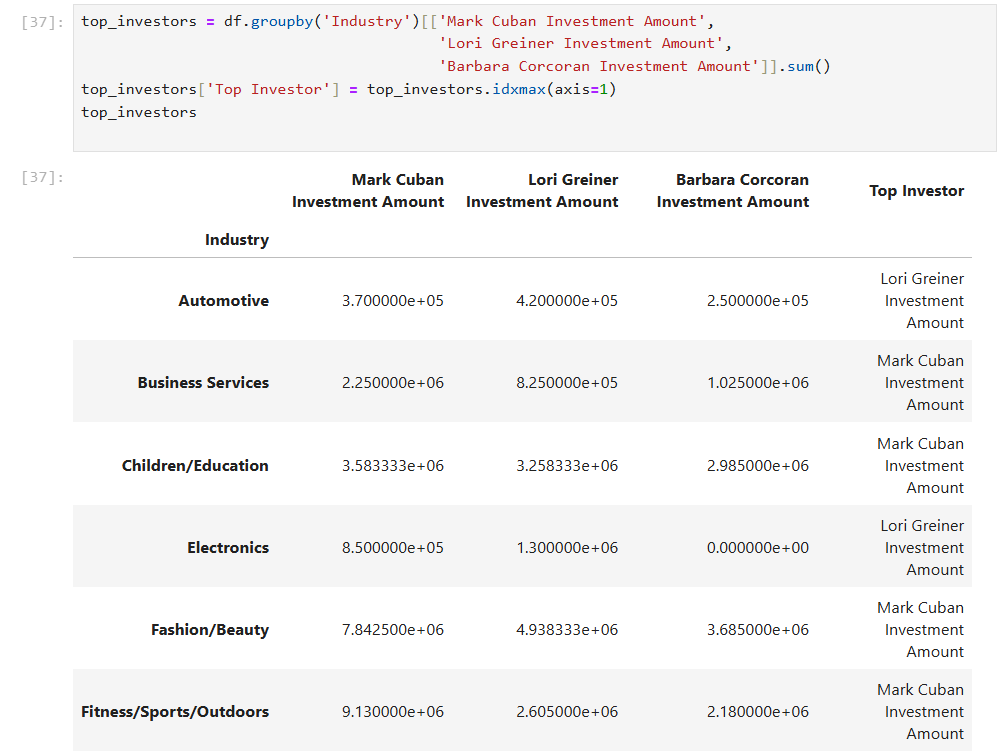 [37]: top_investors = df.groupby('Industry')[['Mark Cuban Investment Amount',
'Lori Greiner Investment Amount',
'Barbara Corcoran Investment Amount']].sum()
top_investors['Top Investor'] = top_investors.idxmax(axis=1)
top_investors
[37]:
Mark Cuban Investment Amount Lori Greiner Investment Amount Barbara Corcoran Investment Amount Top Investor
Industry
Automotive 3.700000e+05 4.200000e+05 2.500000e+05 Lori Greiner Investment Amount
Business Services 2.250000e+06 8.250000e+05 1.025000e+06 Mark Cuban Investment Amount
Children/Education 3.583333e+06 3.258333e+06 2.985000e+06 Mark Cuban Investment Amount
Electronics 8.500000e+05 1.300000e+06 0.000000e+00 Lori Greiner Investment Amount
Fashion/Beauty 7.842500e+06 4.938333e+06 3.685000e+06 Mark Cuban Investment Amount
Fitness/Sports/Outdoors 9.130000e+06 2.605000e+06 2.180000e+06 Mark Cuban Investment Amount